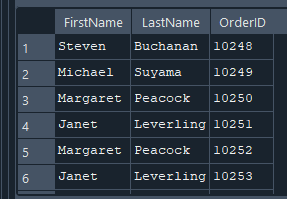 FirstName LastName OrderID
1 Steven Buchanan 10248
2 Michael Suyama 10249
3 Margaret Peacock 10250
4 Janet Leverling 10251
5 Margaret Peacock 10252
6 Janet Leverling 10253